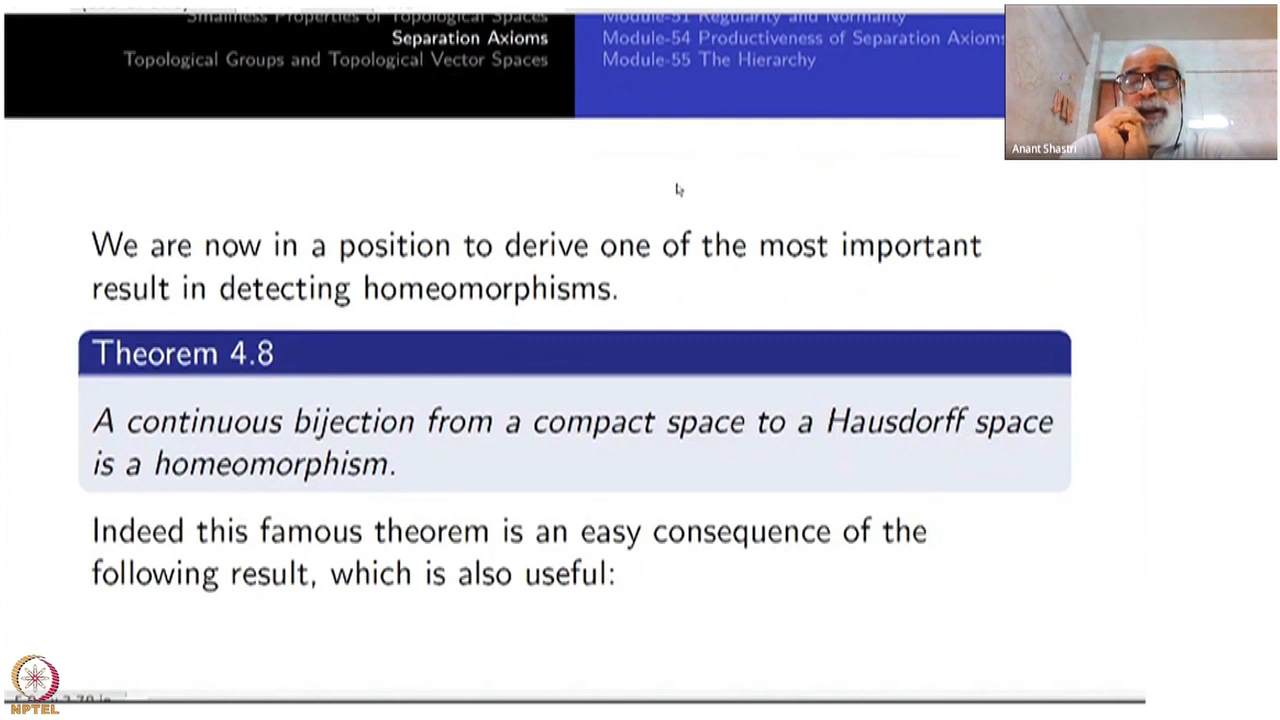 Smallness Properties of Topological Spaces
Separation Axioms
Topological Groups and Topological Vector Spaces
Module-51 Regularity and Normality
Module-54 Productiveness of Separation Axioms
Module-55 The Hierarchy
Anant Shastri
We are now in a position to derive one of the most important
result in detecting homeomorphisms.
Theorem 4.8
A continuous bijection from a compact space to a Hausdorff space
is a homeomorphism.
Indeed this famous theorem is an easy consequence of the
following result, which is also useful:
NPTEL